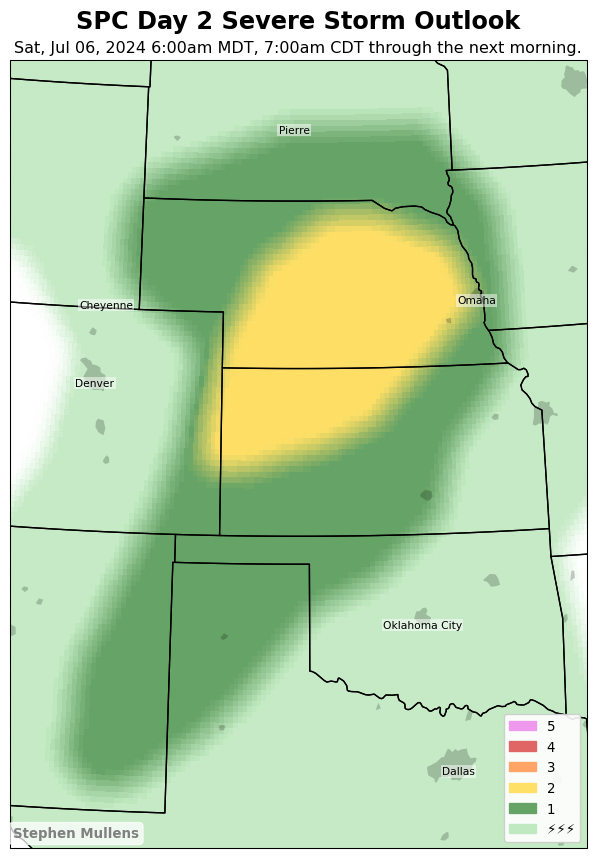 SPC Day 2 Severe Storm Outlook
Sat, Jul 06, 2024 6:00am MDT, 7:00am CDT through the next morning.
Pierre
Cheyenne
Omaha
Denver
Oklahoma City
Dallas
5
4
3
2
1
⚡⚡⚡
Stephen Mullens